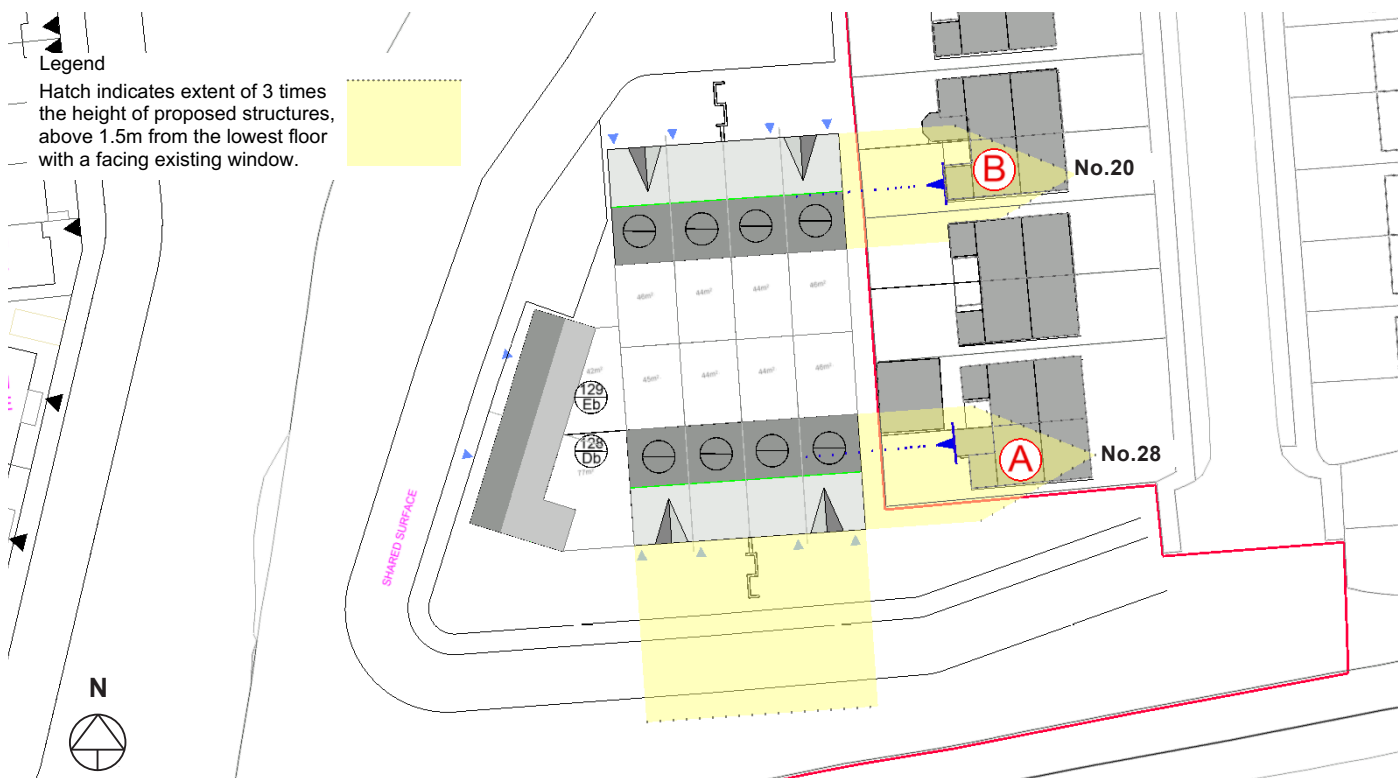 Legend
Hatch indicates extent of 3 times
the height of proposed structures,
above 1.5m from the lowest floor
with a facing existing window.
B
No.20
46m²
44m²
44m²
46m²
42m²
45m²
44m²
44m²
46m²
129
Eb
128
Db
77m²
A
No.28
SHARED SURFACE
N